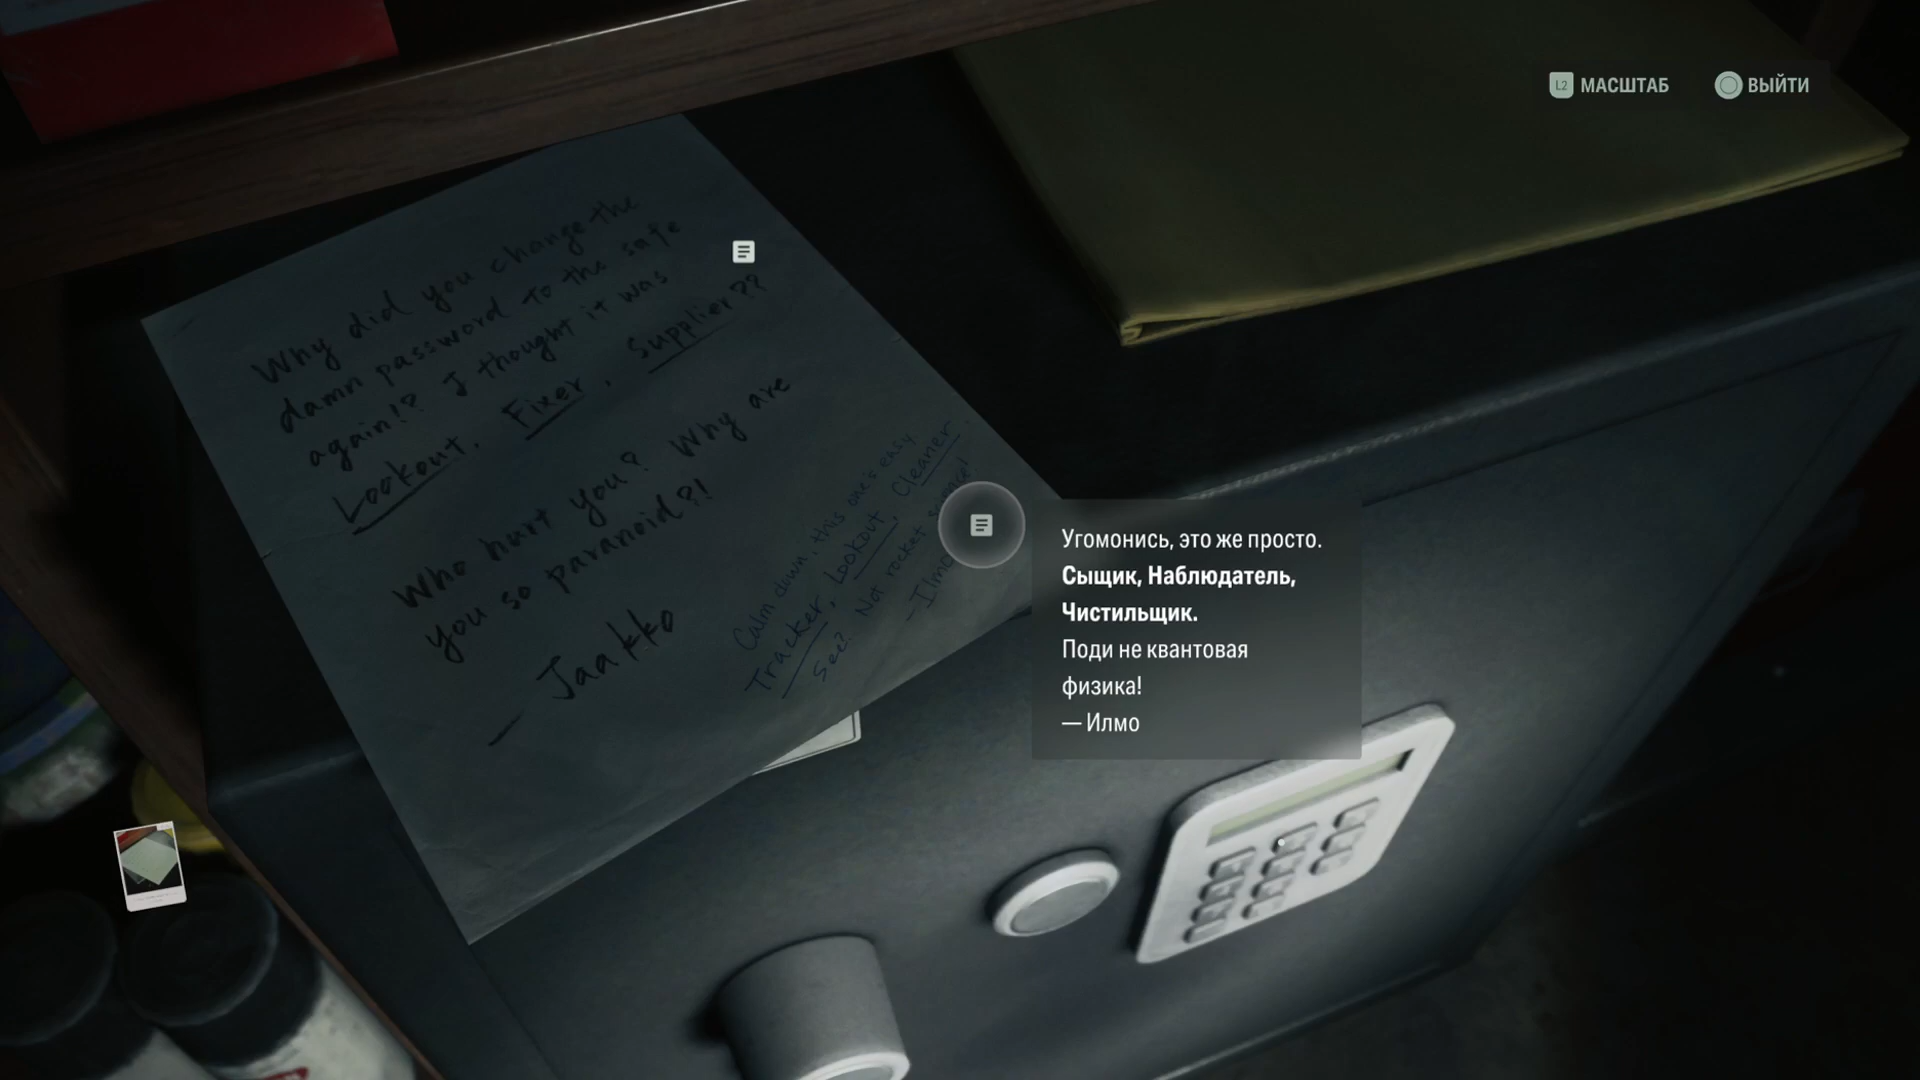 L2 МАСШТАБ ВЫЙТИ
Why did you change the
damn password to the safe
again!? I thought it was
Lookout, Fixer, Supplier??
Who hurt you? Why are
you so paranoid?!
— Jaakko
Calm down, this one's easy.
Tracker, Lookout, Cleaner.
See? Not rocket science!
— Ilmo
Угомонись, это же просто.
Сыщик, Наблюдатель,
Чистильщик.
Поди не квантовая
физика!
— Илмо